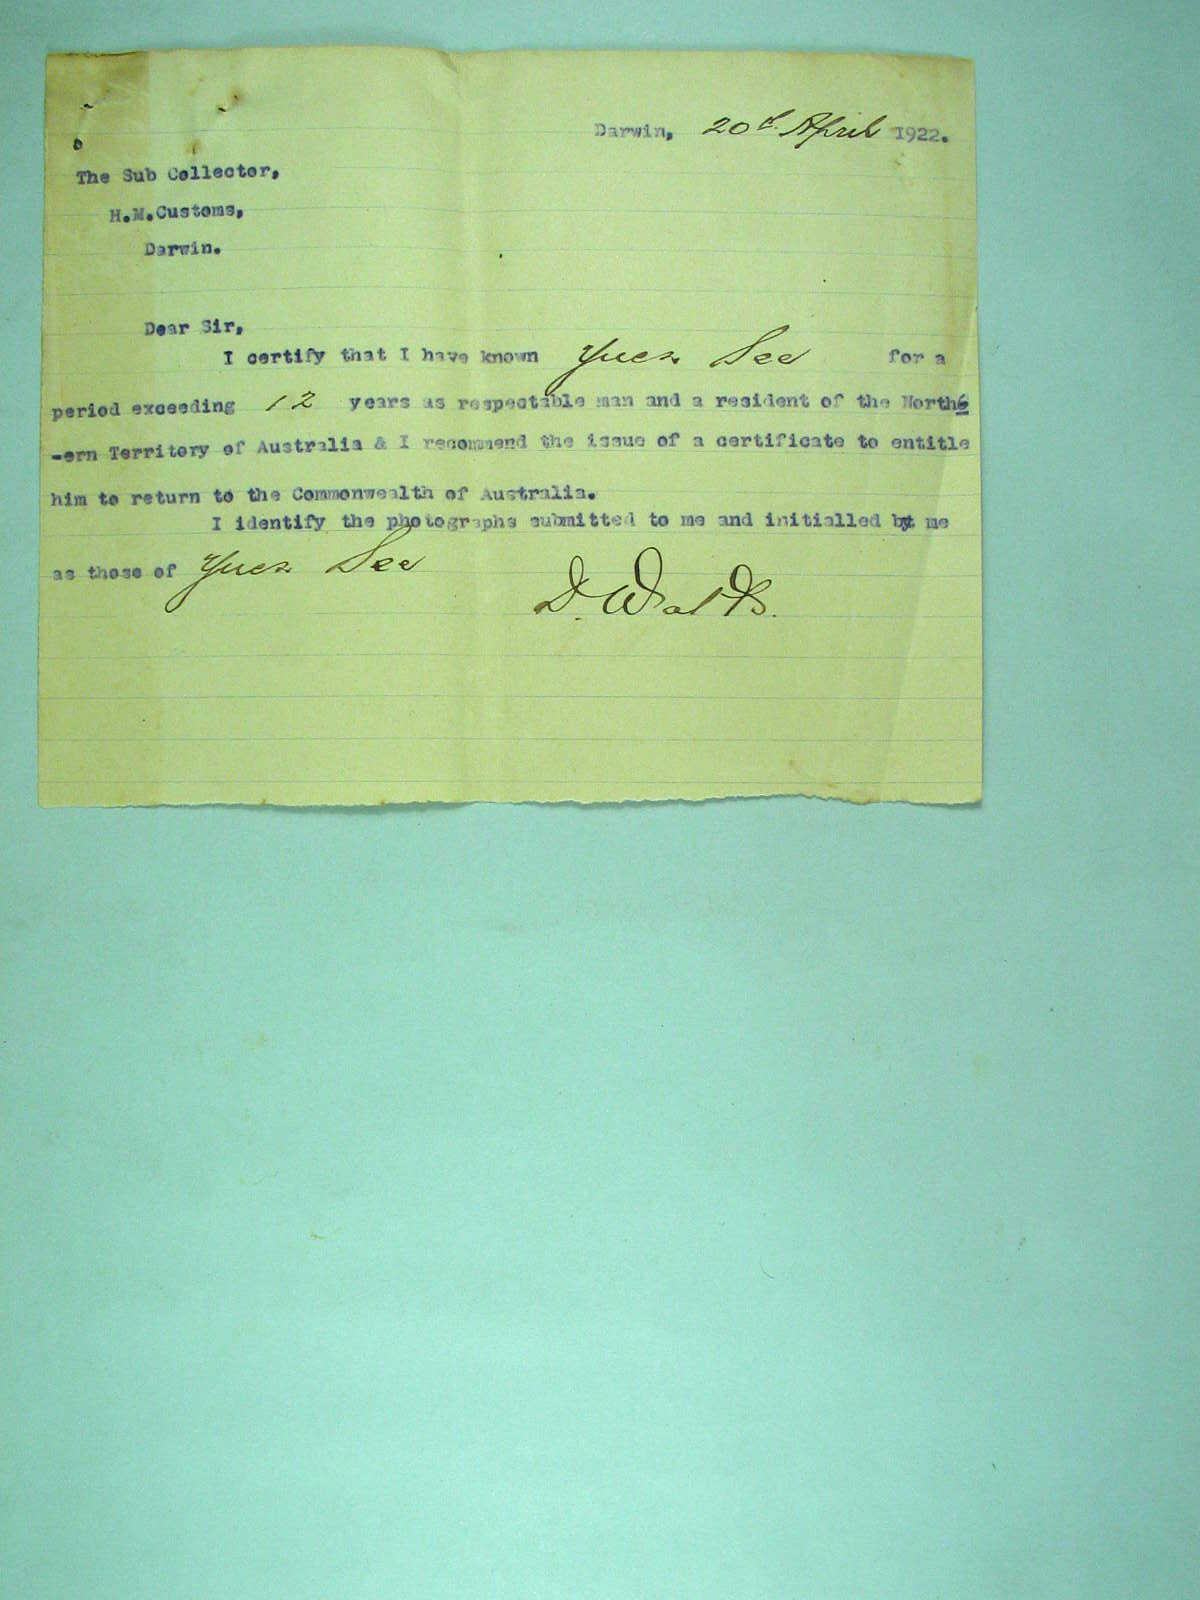 Darwin, 20th April 1922.
The Sub Collector,
H.M.Customs,
Darwin.
Dear Sir,
I certify that I have known Yuen See for a
period exceeding 12 years as respectable man and a resident of the North
-ern Territory of Australia & I recommend the issue of a certificate to entitle
him to return to the Commonwealth of Australia.
I identify the photographs submitted to me and initialled by me
as those of Yuen See
D.